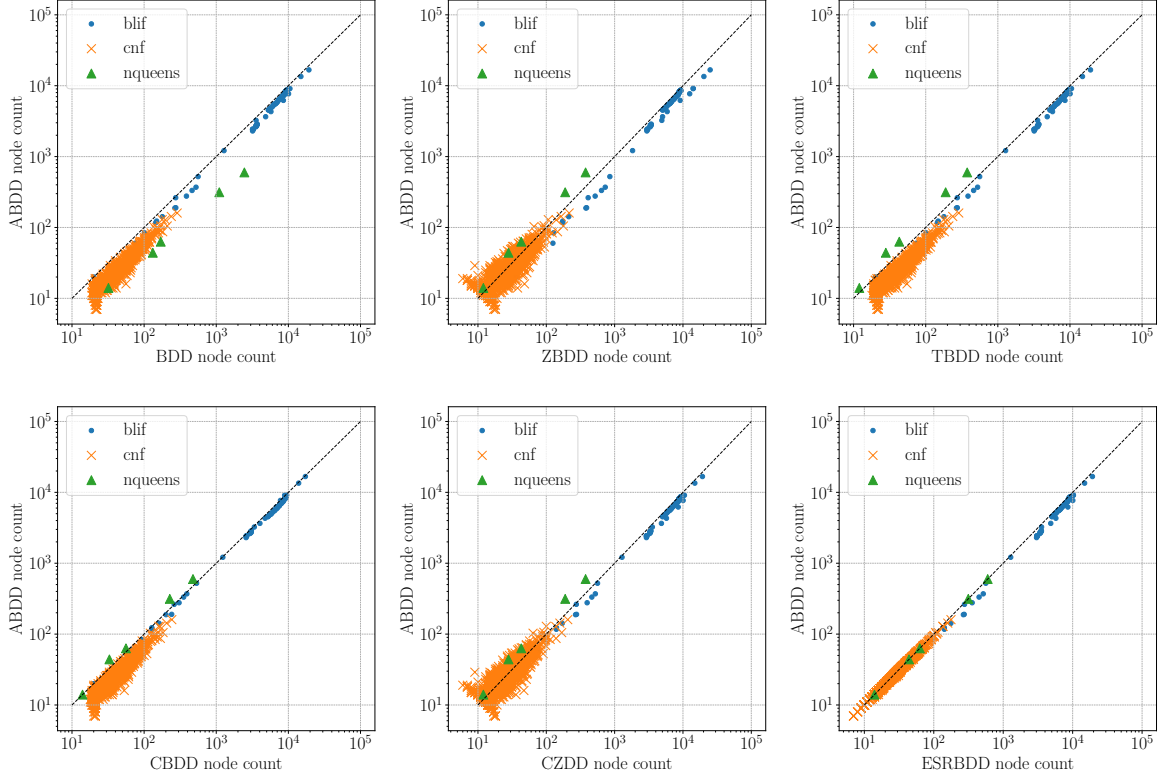 10^5
10^4
10^3
10^2
10^1
ABDD node count
blif
cnf
nqueens
10^1 10^2 10^3 10^4 10^5
BDD node count
10^5
10^4
10^3
10^2
10^1
ABDD node count
blif
cnf
nqueens
10^1 10^2 10^3 10^4 10^5
ZBDD node count
10^5
10^4
10^3
10^2
10^1
ABDD node count
blif
cnf
nqueens
10^1 10^2 10^3 10^4 10^5
TBDD node count
10^5
10^4
10^3
10^2
10^1
ABDD node count
blif
cnf
nqueens
10^1 10^2 10^3 10^4 10^5
CBDD node count
10^5
10^4
10^3
10^2
10^1
ABDD node count
blif
cnf
nqueens
10^1 10^2 10^3 10^4 10^5
CZDD node count
10^5
10^4
10^3
10^2
10^1
ABDD node count
blif
cnf
nqueens
10^1 10^2 10^3 10^4 10^5
ESRBDD node count